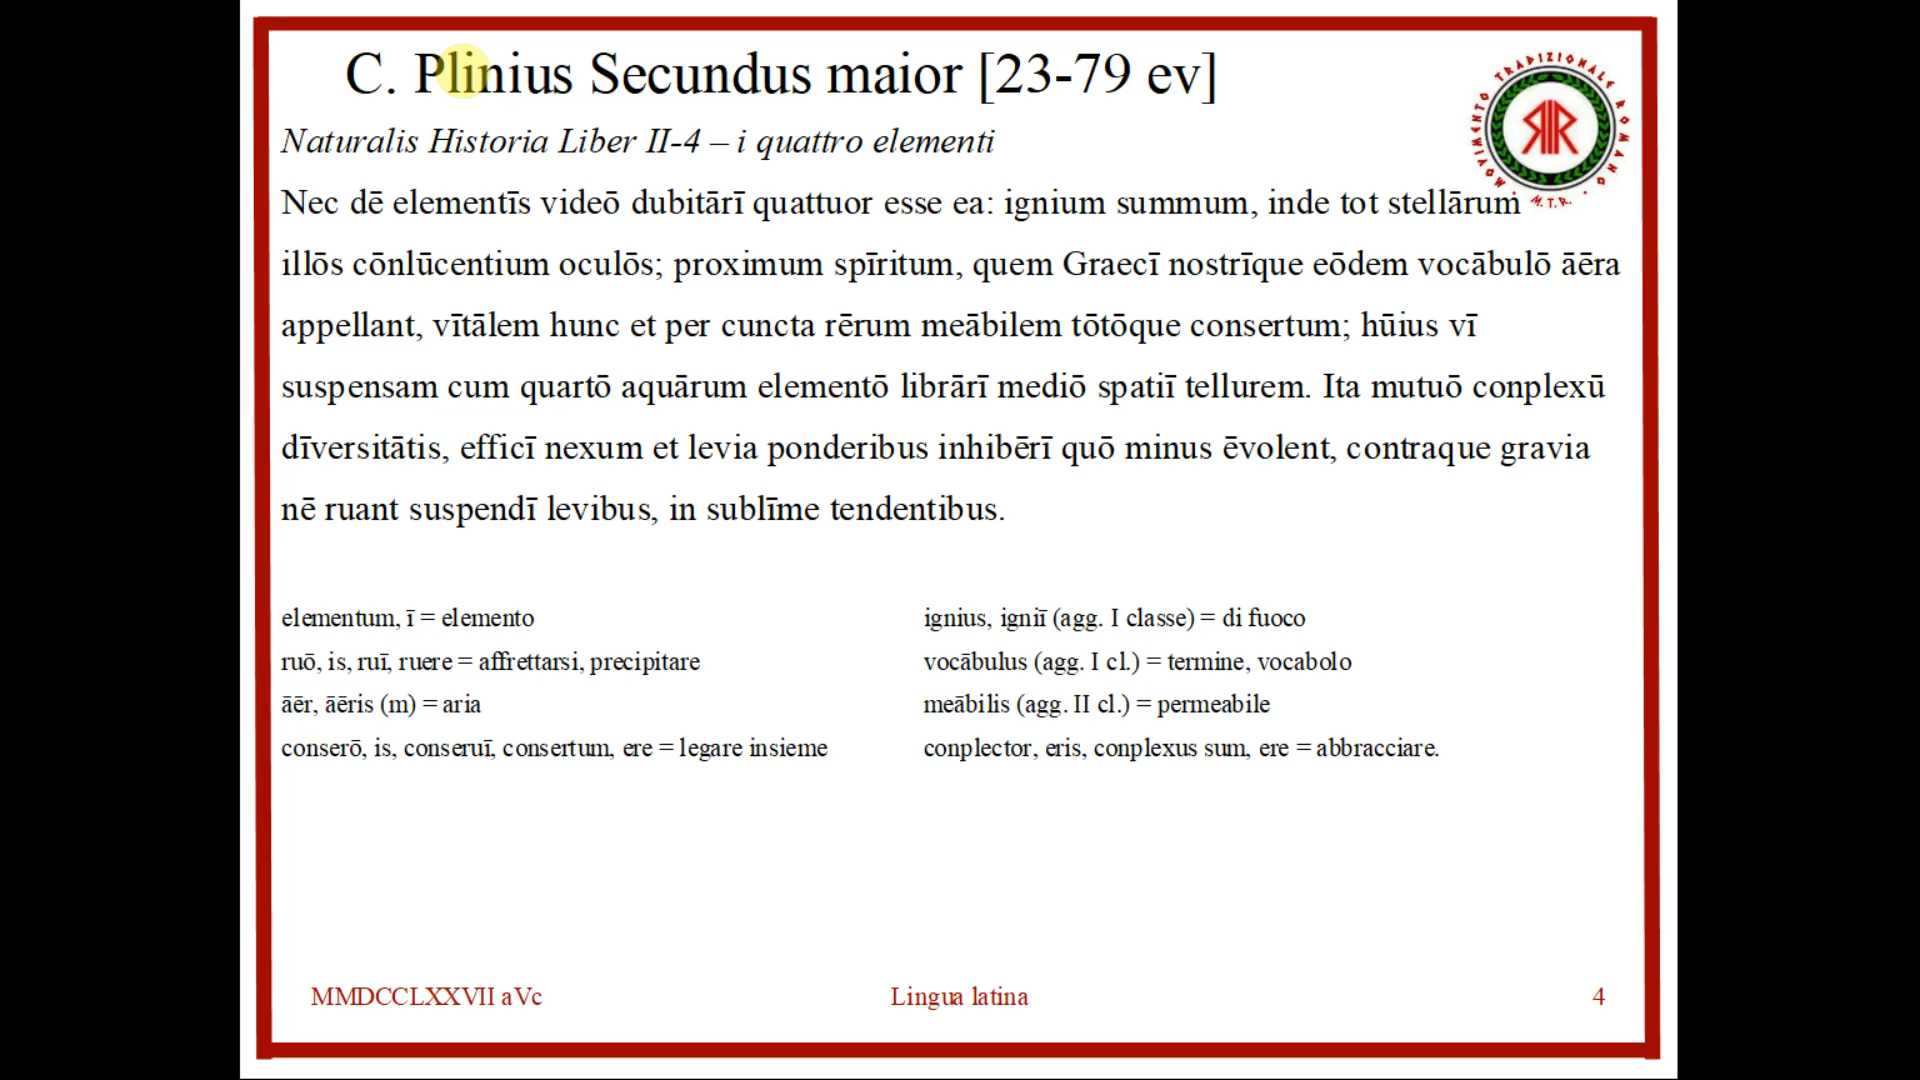 C. Plinius Secundus maior [23-79 ev]
MOVIMENTO TRADIZIONALE ROMANO
M.T.R.
Naturalis Historia Liber II-4 – i quattro elementi
Nec dē elementīs videō dubitārī quattuor esse ea: ignium summum, inde tot stellārum
illōs cōnlūcentium oculōs; proximum spīritum, quem Graecī nostrīque eōdem vocābulō āēra
appellant, vītālem hunc et per cuncta rērum meābilem tōtōque consertum; hūius vī
suspensam cum quartō aquārum elementō librārī mediō spatiī tellurem. Ita mutuō conplexū
dīversitātis, efficī nexum et levia ponderibus inhibērī quō minus ēvolent, contraque gravia
nē ruant suspendī levibus, in sublīme tendentibus.
elementum, ī = elemento
ruō, is, ruī, ruere = affrettarsi, precipitare
āēr, āēris (m) = aria
conserō, is, conseruī, consertum, ere = legare insieme
ignius, igniī (agg. I classe) = di fuoco
vocābulus (agg. I cl.) = termine, vocabolo
meābilis (agg. II cl.) = permeabile
conplector, eris, conplexus sum, ere = abbracciare.
MMDCCLXXVII aVc
Lingua latina
4